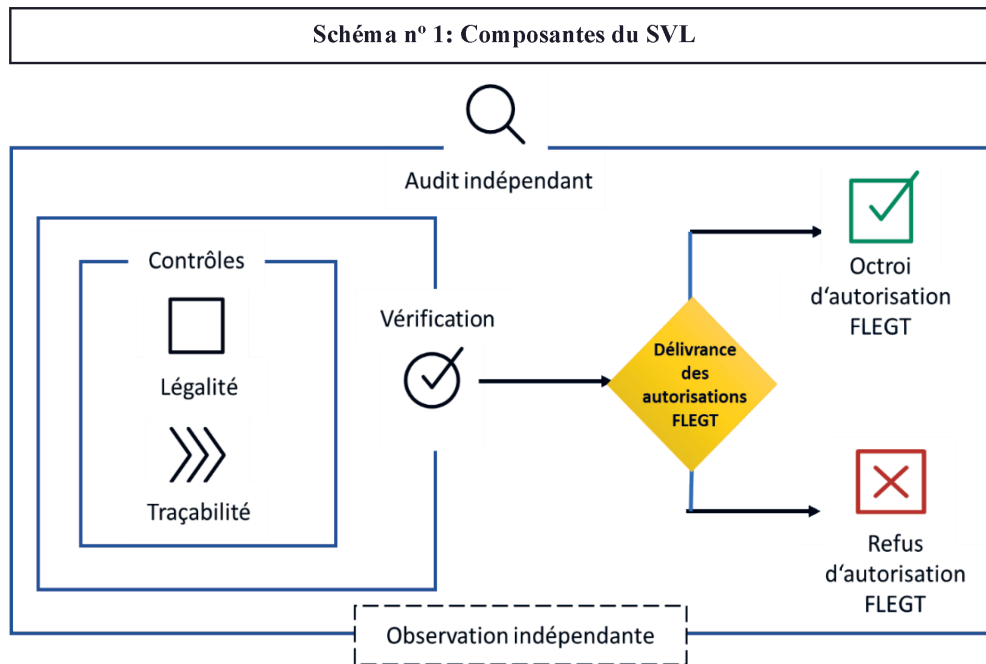 Schéma nº 1: Composantes du SVL
Audit indépendant
Contrôles
Légalité
Traçabilité
Vérification
Délivrance
des
autorisations
FLEGT
Octroi
d‘autorisation
FLEGT
Refus
d‘autorisation
FLEGT
Observation indépendante